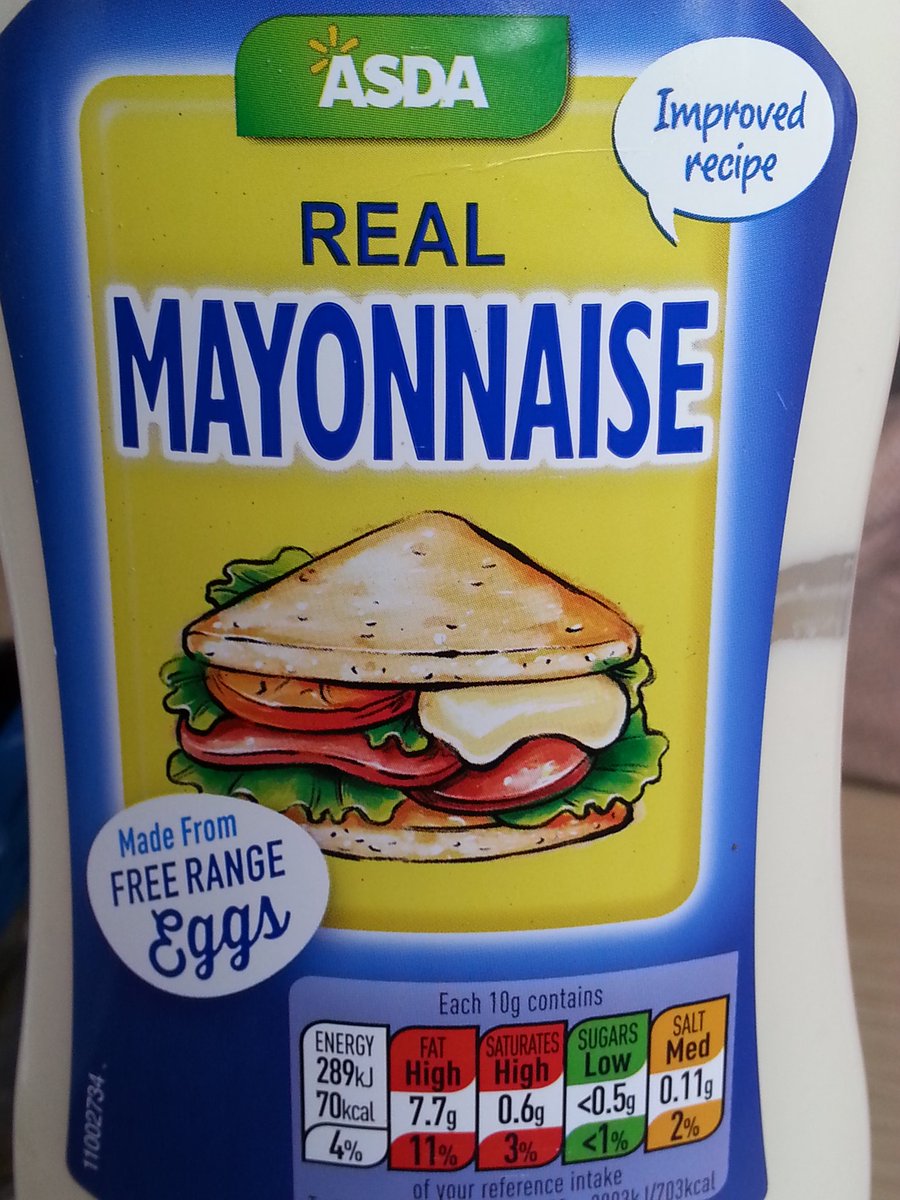 ASDA
Improved
recipe
REAL
MAYONNAISE
Made From
FREE RANGE
Eggs
Each 10g contains
ENERGY
289kJ
70kcal
4%
FAT
High
7.7g
11%
SATURATES
High
0.6g
3%
SUGARS
Low
<0.5g
<1%
SALT
Med
0.11g
2%
of your reference intake
/703kcal
11002734